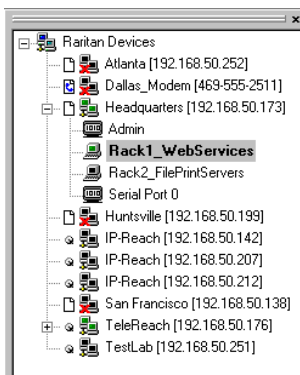 Raritan Devices
Atlanta [192.168.50.252]
Dallas_Modem [469-555-2511]
Headquarters [192.168.50.173]
Admin
Rack1_WebServices
Rack2_FilePrintServers
Serial Port 0
Huntsville [192.168.50.199]
IP-Reach [192.168.50.142]
IP-Reach [192.168.50.207]
IP-Reach [192.168.50.212]
San Francisco [192.168.50.138]
TeleReach [192.168.50.176]
TestLab [192.168.50.251]